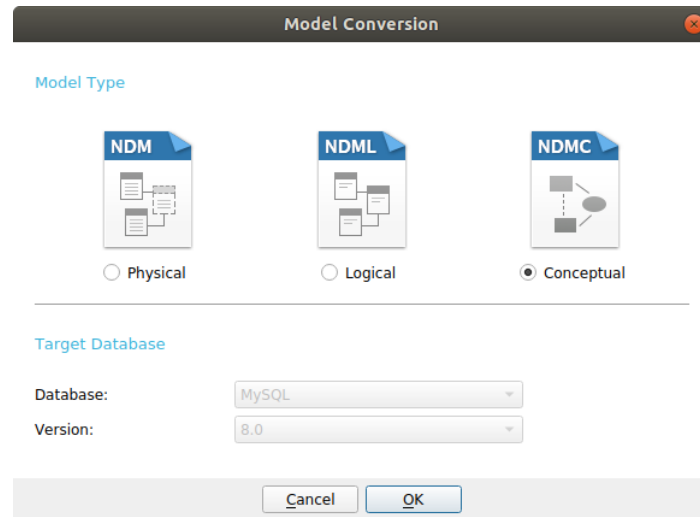 Model Conversion
Model Type
NDM NDML NDMC
Physical Logical Conceptual
Target Database
Database: MySQL
Version: 8.0
Cancel OK